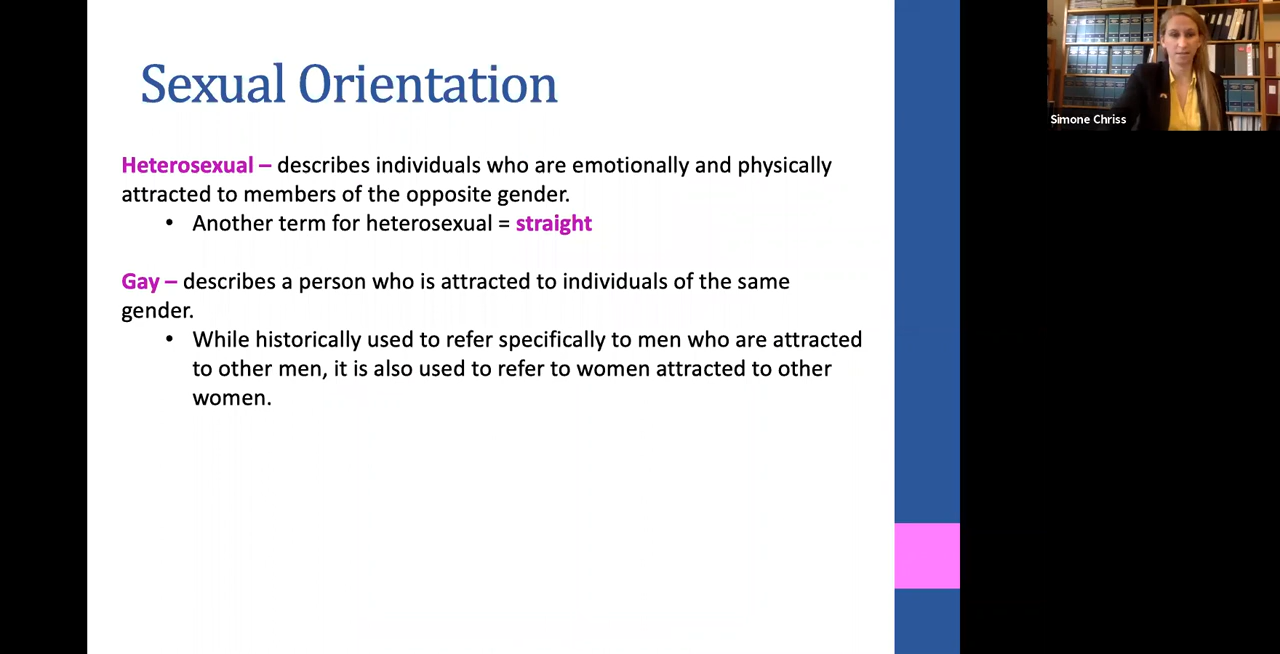 Sexual Orientation
Heterosexual – describes individuals who are emotionally and physically
attracted to members of the opposite gender.
• Another term for heterosexual = straight
Gay – describes a person who is attracted to individuals of the same
gender.
• While historically used to refer specifically to men who are attracted
to other men, it is also used to refer to women attracted to other
women.
Simone Chriss